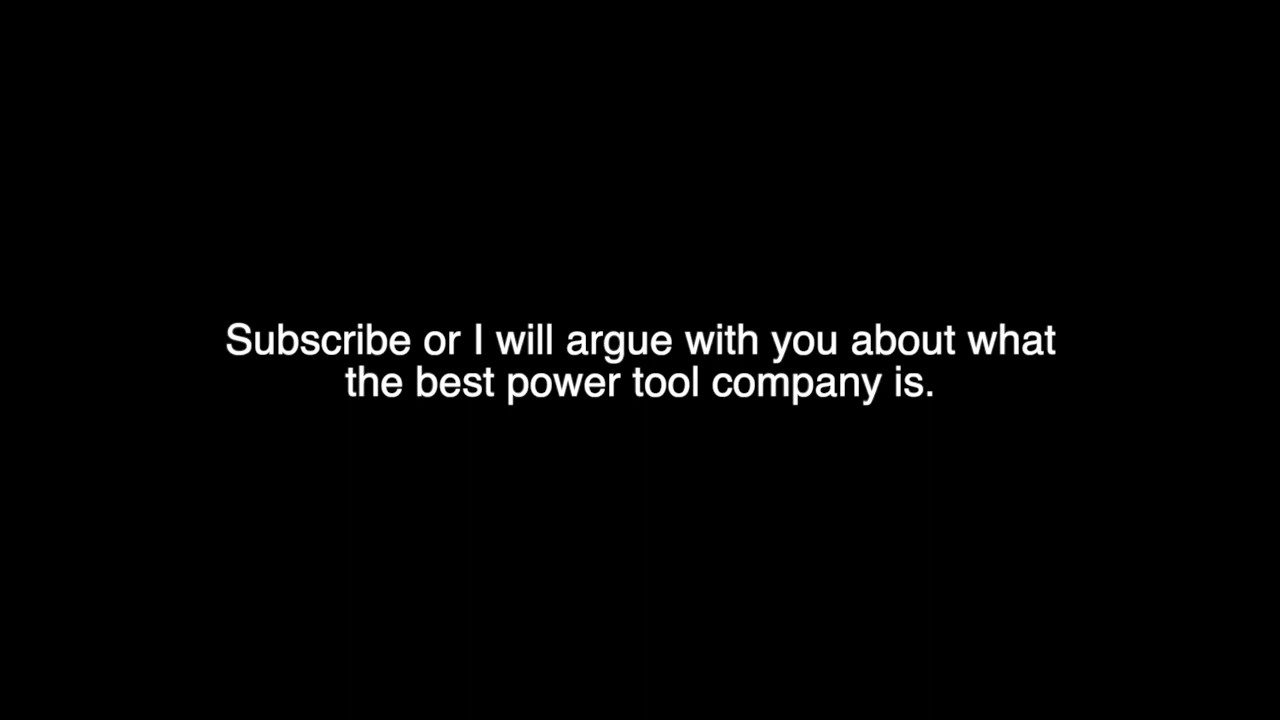 Subscribe or I will argue with you about what
the best power tool company is.